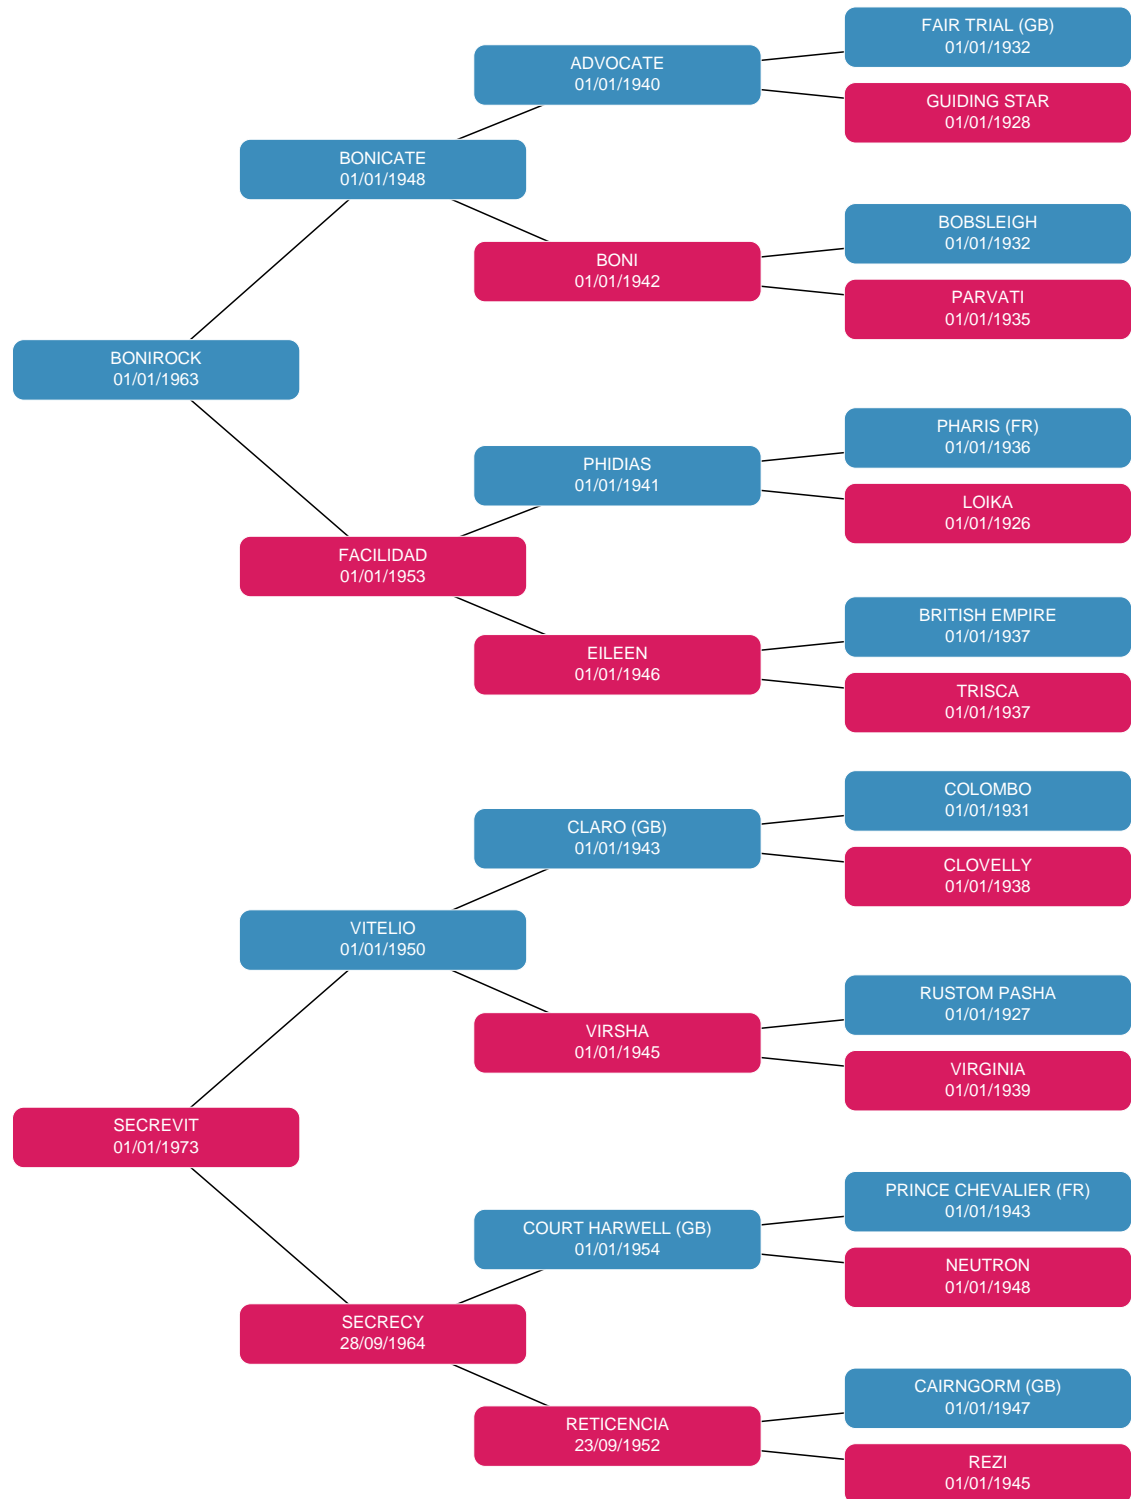 FAIR TRIAL (GB)
01/01/1932
ADVOCATE
01/01/1940
GUIDING STAR
01/01/1928
BONICATE
01/01/1948
BOBSLEIGH
01/01/1932
BONI
01/01/1942
PARVATI
01/01/1935
BONIROCK
01/01/1963
PHARIS (FR)
01/01/1936
PHIDIAS
01/01/1941
LOIKA
01/01/1926
FACILIDAD
01/01/1953
BRITISH EMPIRE
01/01/1937
EILEEN
01/01/1946
TRISCA
01/01/1937
COLOMBO
01/01/1931
CLARO (GB)
01/01/1943
CLOVELLY
01/01/1938
VITELIO
01/01/1950
RUSTOM PASHA
01/01/1927
VIRSHA
01/01/1945
VIRGINIA
01/01/1939
SECREVIT
01/01/1973
PRINCE CHEVALIER (FR)
01/01/1943
COURT HARWELL (GB)
01/01/1954
NEUTRON
01/01/1948
SECRECY
28/09/1964
CAIRNGORM (GB)
01/01/1947
RETICENCIA
23/09/1952
REZI
01/01/1945